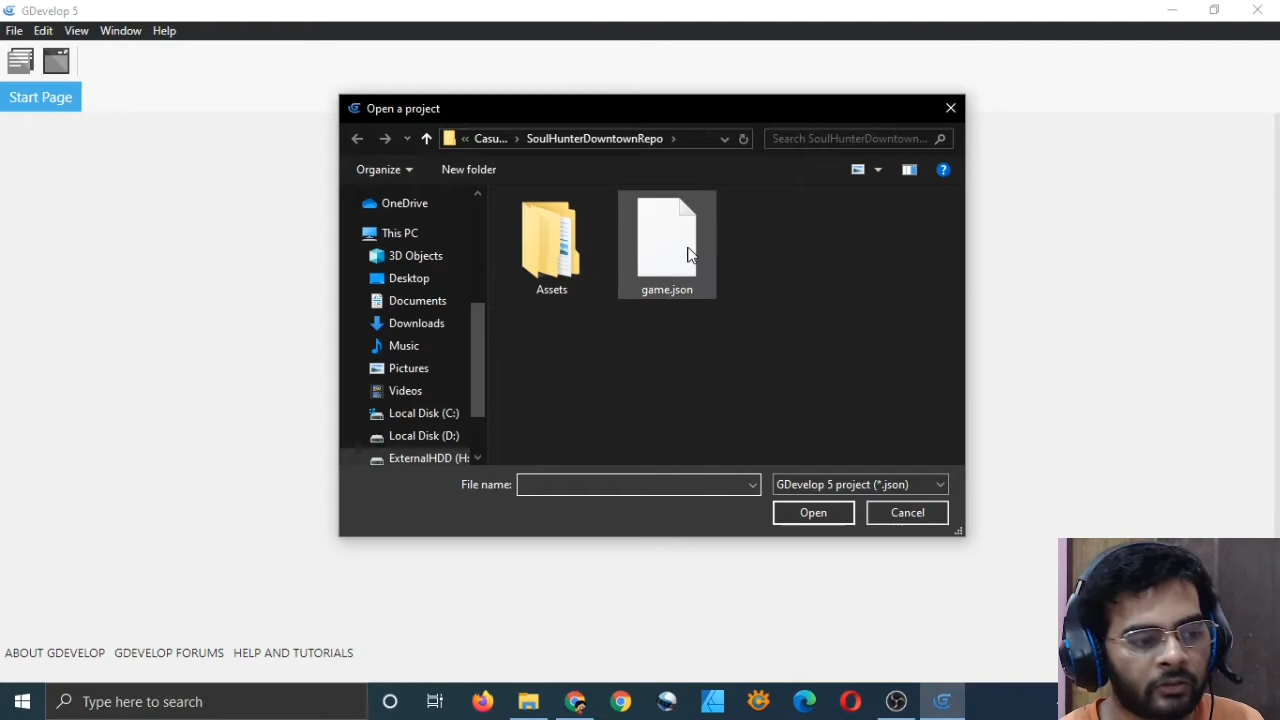 GDevelop 5
File Edit View Window Help
Start Page
Open a project
« Casu... › SoulHunterDowntownRepo ›
Search SoulHunterDowntown...
Organize
New folder
OneDrive
This PC
3D Objects
Desktop
Documents
Downloads
Music
Pictures
Videos
Local Disk (C:)
Local Disk (D:)
ExternalHDD (H:
Assets
game.json
File name:
GDevelop 5 project (*.json)
Open
Cancel
ABOUT GDEVELOP GDEVELOP FORUMS HELP AND TUTORIALS
Type here to search